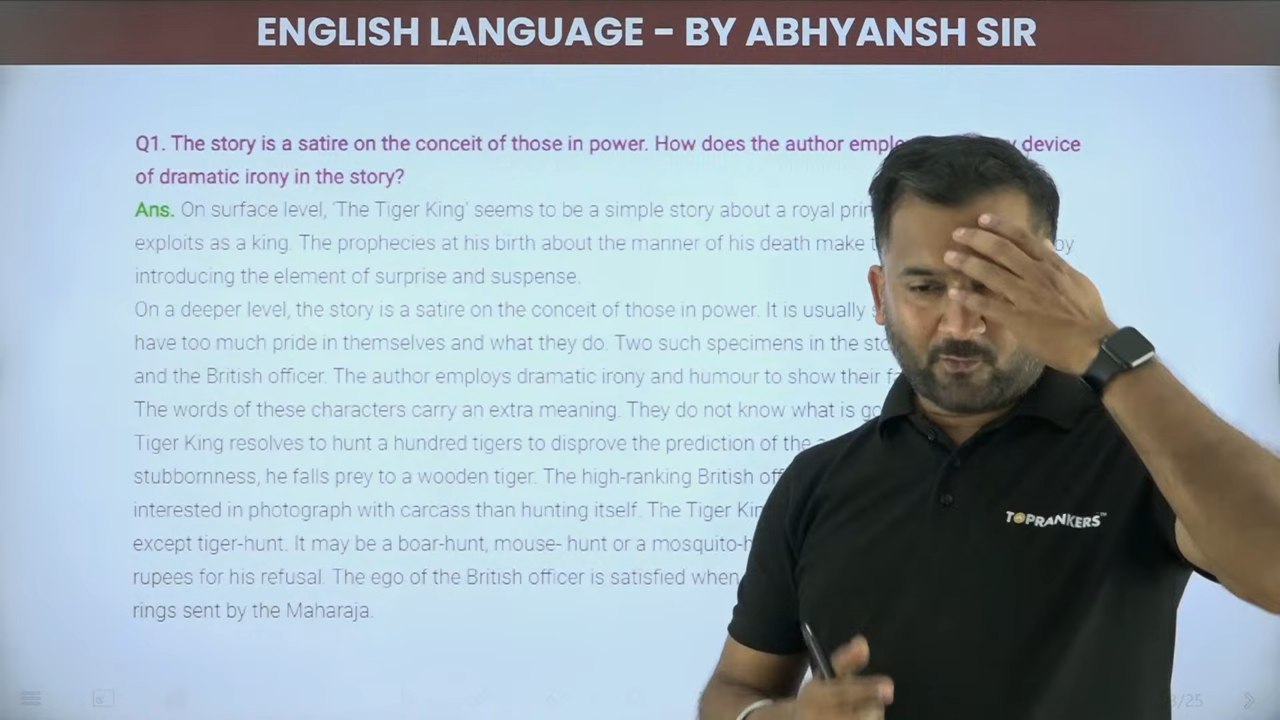 ENGLISH LANGUAGE - BY ABHYANSH SIR
Q1. The story is a satire on the conceit of those in power. How does the author device
of dramatic irony in the story?
Ans. On surface level, 'The Tiger King' seems to be a simple story about a royal
exploits as a king. The prophecies at his birth about the manner of his death make by
introducing the element of surprise and suspense.
On a deeper level, the story is a satire on the conceit of those in power. It is usually
have too much pride in themselves and what they do. Two such specimens in the
and the British officer. The author employs dramatic irony and humour to show their
The words of these characters carry an extra meaning. They do not know what is
Tiger King resolves to hunt a hundred tigers to disprove the prediction of the
stubbornness, he falls prey to a wooden tiger. The high-ranking British
interested in photograph with carcass than hunting itself. The Tiger
except tiger-hunt. It may be a boar-hunt, mouse- hunt or a
rupees for his refusal. The ego of the British officer is satisfied when
rings sent by the Maharaja.
TOPRANKERS™
/25